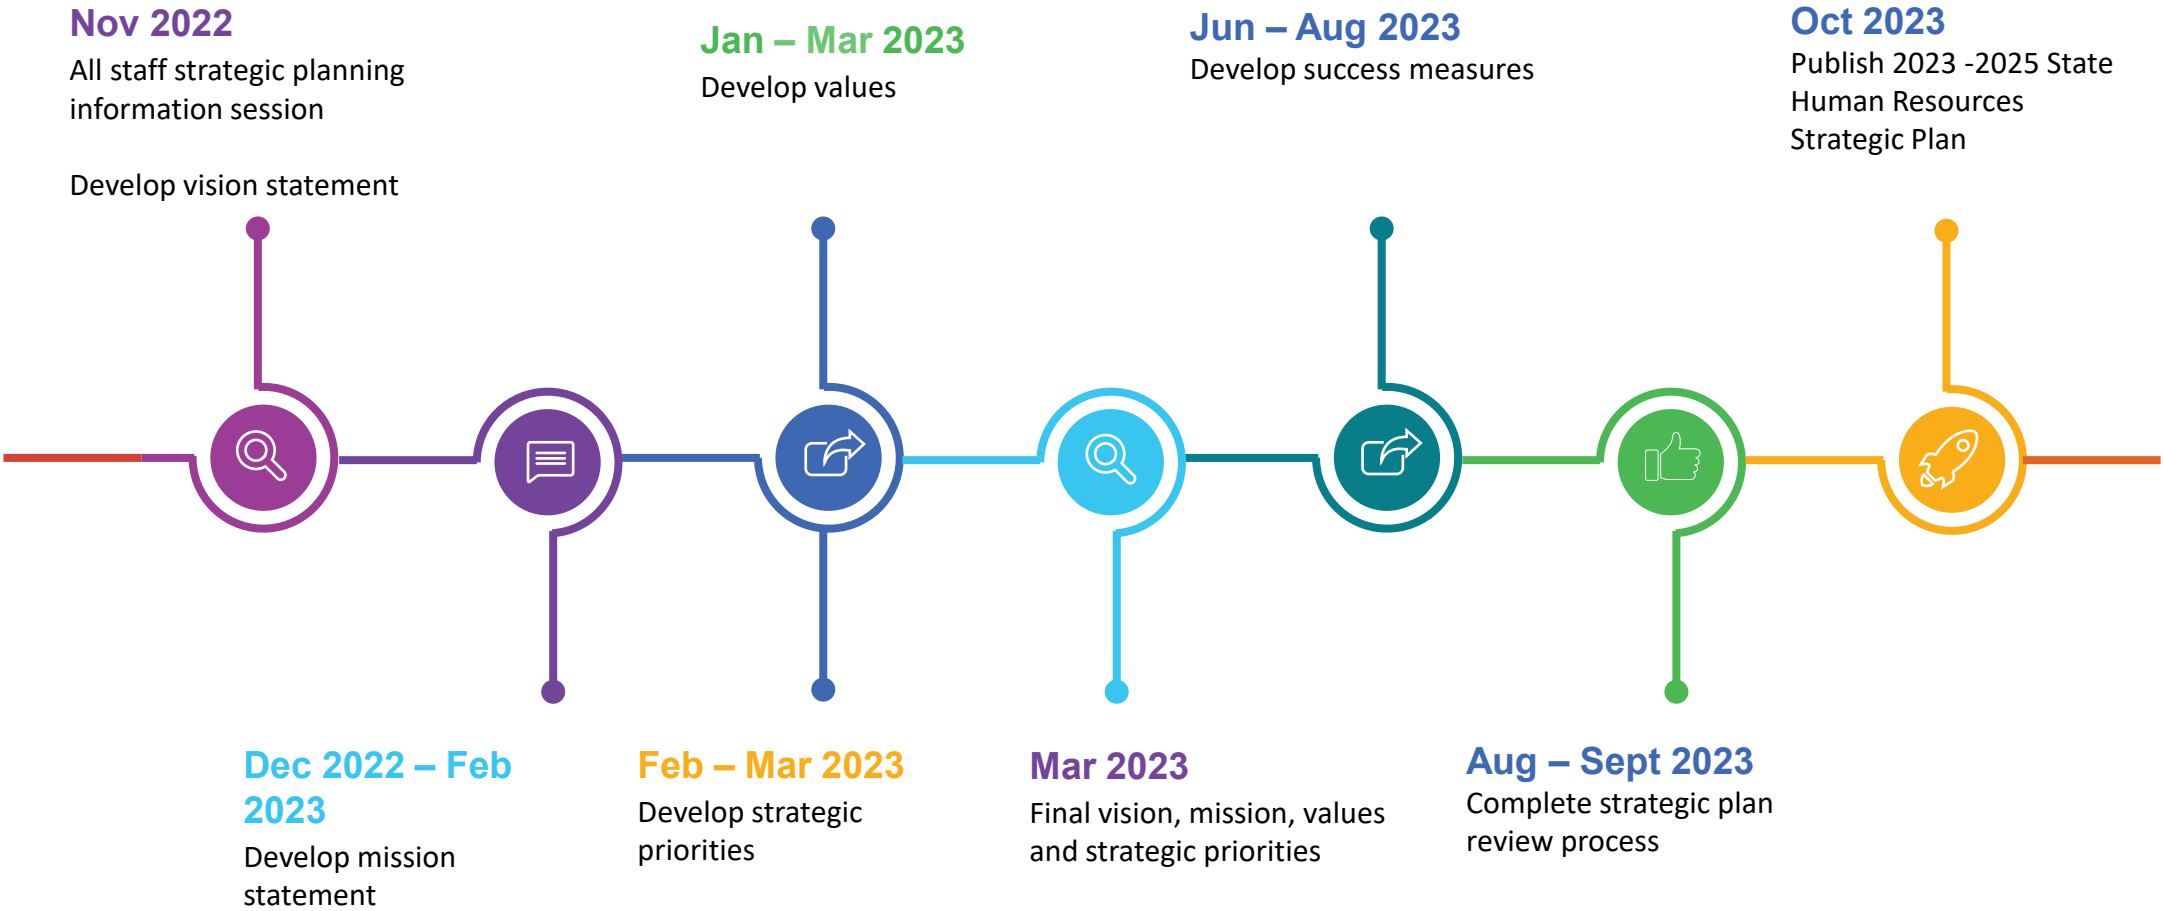 Nov 2022
All staff strategic planning
information session
Develop vision statement
Dec 2022 – Feb
2023
Develop mission
statement
Jan – Mar 2023
Develop values
Feb – Mar 2023
Develop strategic
priorities
Mar 2023
Final vision, mission, values
and strategic priorities
Jun – Aug 2023
Develop success measures
Aug – Sept 2023
Complete strategic plan
review process
Oct 2023
Publish 2023 -2025 State
Human Resources
Strategic Plan